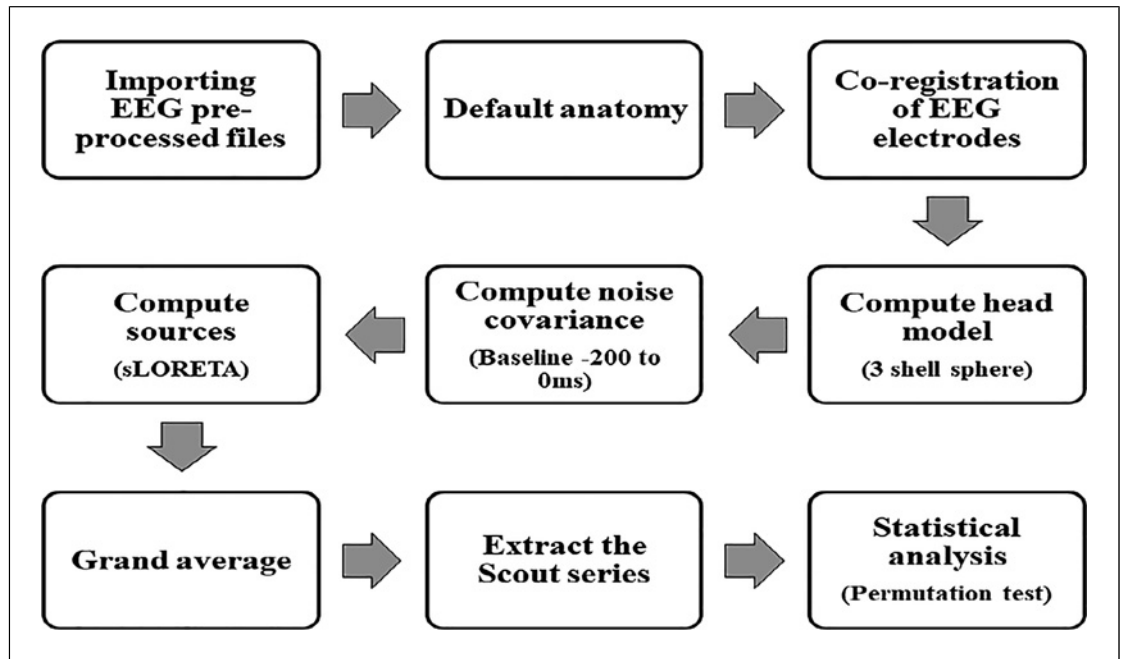 Importing
EEG pre-
processed files
Default anatomy
Co-registration
of EEG
electrodes
Compute head
model
(3 shell sphere)
Compute noise
covariance
(Baseline -200 to
0ms)
Compute
sources
(sLORETA)
Grand average
Extract the
Scout series
Statistical
analysis
(Permutation test)